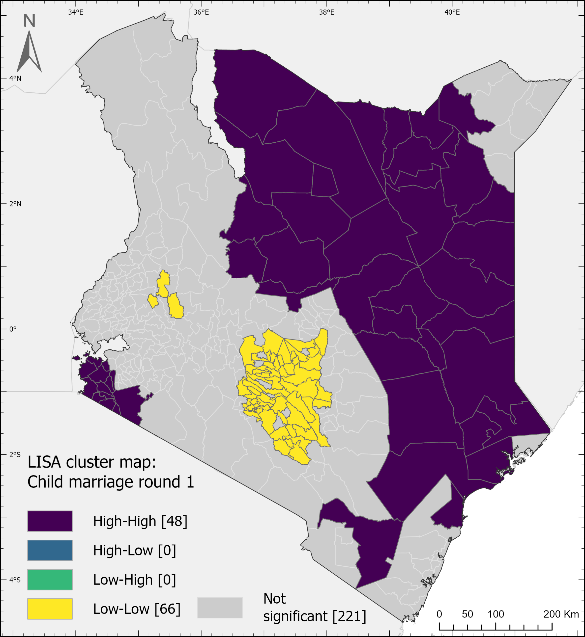 34°E 36°E 38°E 40°E
N
4°N
2°N
0°
2°S
4°S
LISA cluster map:
Child marriage round 1
High-High [48]
High-Low [0]
Low-High [0]
Low-Low [66]
Not
significant [221]
0 50 100 200 Km